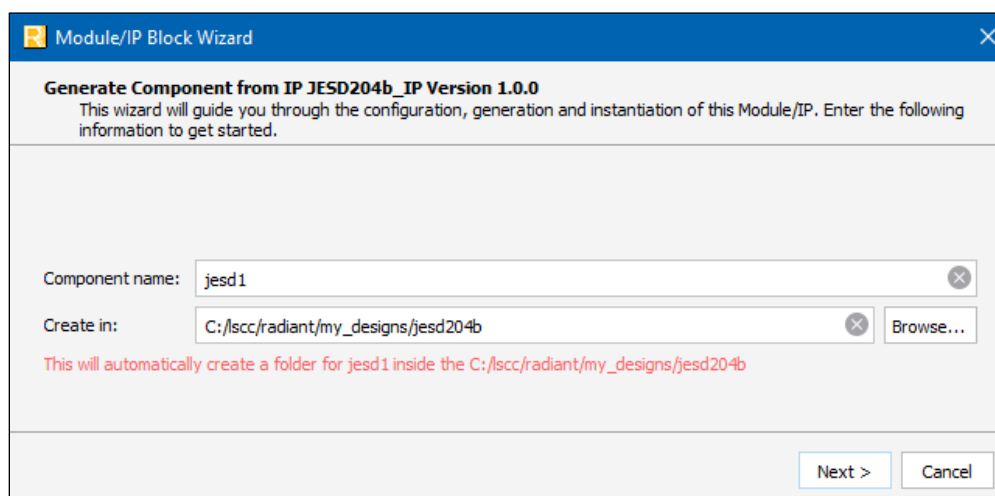 Module/IP Block Wizard
Generate Component from IP JESD204b_IP Version 1.0.0
This wizard will guide you through the configuration, generation and instantiation of this Module/IP. Enter the following
information to get started.
Component name: jesd1
Create in: C:/lscc/radiant/my_designs/jesd204b Browse...
This will automatically create a folder for jesd1 inside the C:/lscc/radiant/my_designs/jesd204b
Next > Cancel